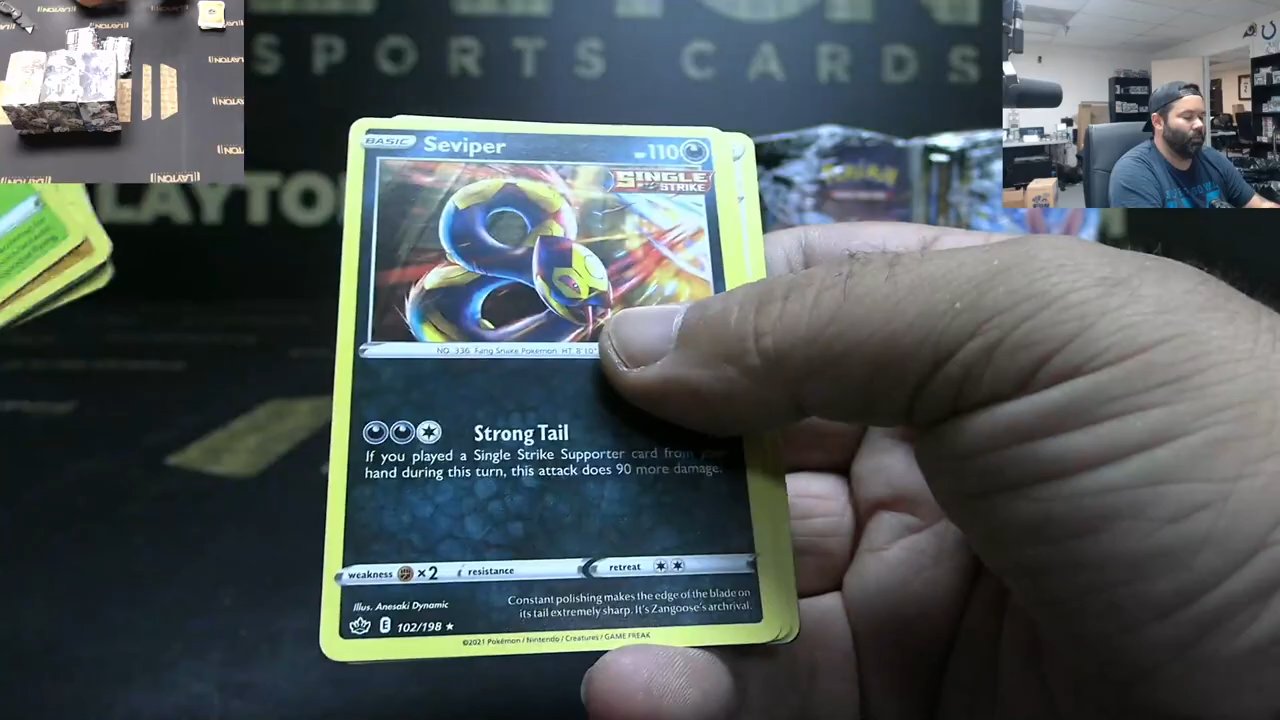 SPORTS CARDS
LAYTO
BASIC Seviper HP 110
SINGLE STRIKE
NO. 336 Fang Snake Pokémon HT: 8'10"
Strong Tail
If you played a Single Strike Supporter card from your
hand during this turn, this attack does 90 more damage.
weakness ×2 resistance retreat
Illus. Anesaki Dynamic
Constant polishing makes the edge of the blade on
its tail extremely sharp. It's Zangoose's archrival.
E 102/198 ★
©2021 Pokémon / Nintendo / Creatures / GAME FREAK